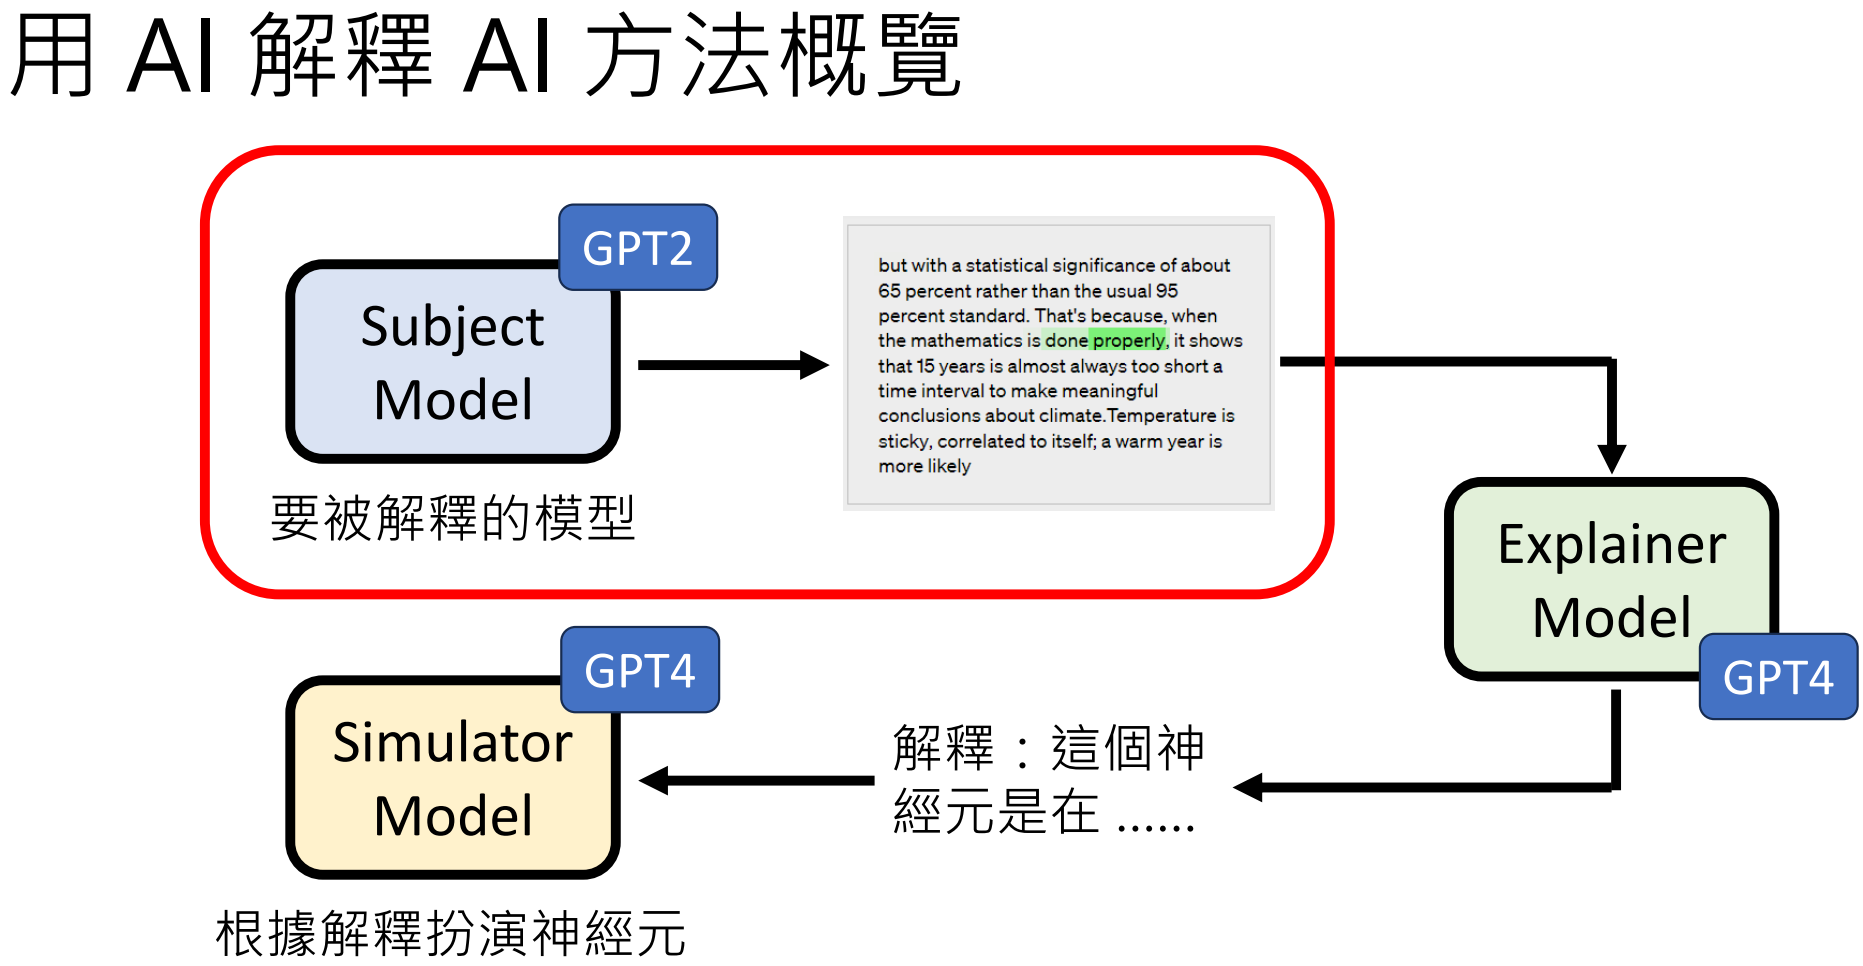 用 AI 解釋 AI 方法概覽
GPT2
Subject
Model
要被解釋的模型
but with a statistical significance of about
65 percent rather than the usual 95
percent standard. That's because, when
the mathematics is done properly, it shows
that 15 years is almost always too short a
time interval to make meaningful
conclusions about climate.Temperature is
sticky, correlated to itself; a warm year is
more likely
Explainer
Model
GPT4
解釋：這個神
經元是在 ……
GPT4
Simulator
Model
根據解釋扮演神經元